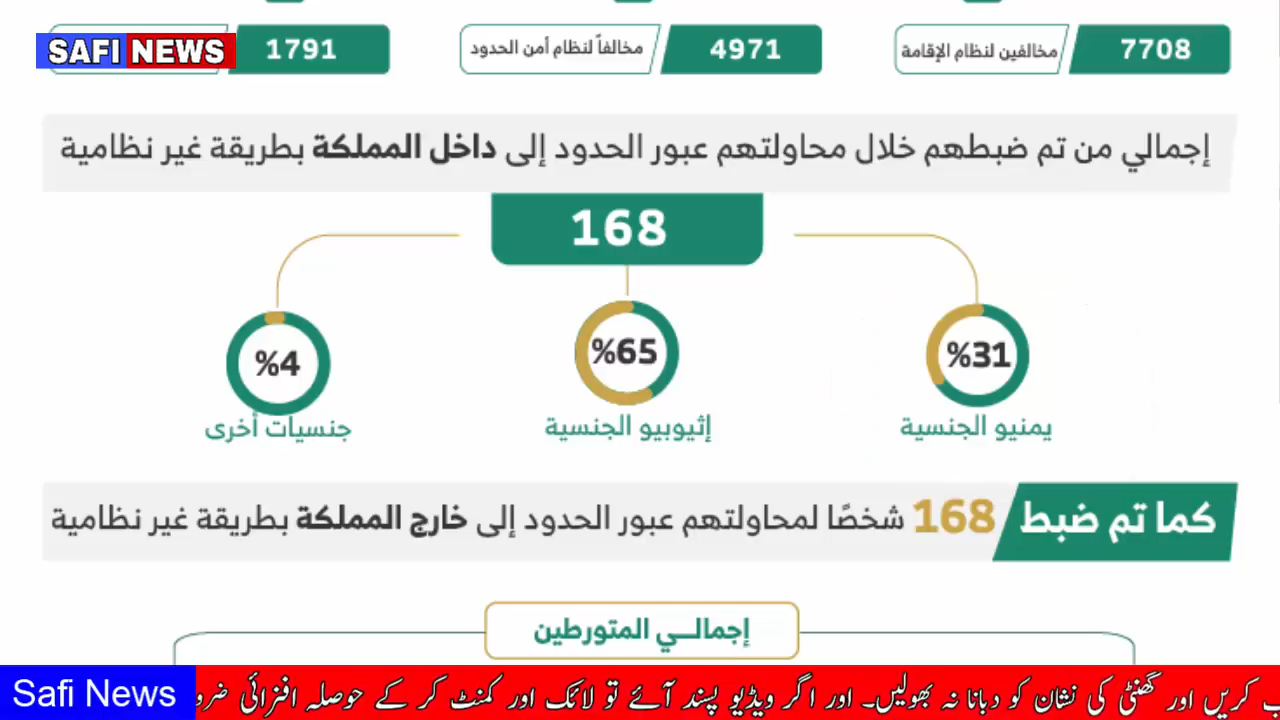 7708 مخالفين لنظام الإقامة
4971 مخالفاً لنظام أمن الحدود
1791
SAFI NEWS
إجمالي من تم ضبطهم خلال محاولتهم عبور الحدود إلى داخل المملكة بطريقة غير نظامية
168
%31
يمنيو الجنسية
%65
إثيوبيو الجنسية
%4
جنسيات أخرى
كما تم ضبط 168 شخصًا لمحاولتهم عبور الحدود إلى خارج المملكة بطريقة غير نظامية
إجمالـــي المتورطين
Safi News
کریں اور گھنٹی کی نشان کو دبانا نہ بھولیں۔ اور اگر ویڈیو پسند آئے تو لائک اور کمنٹ کر کے حوصلہ افزائی